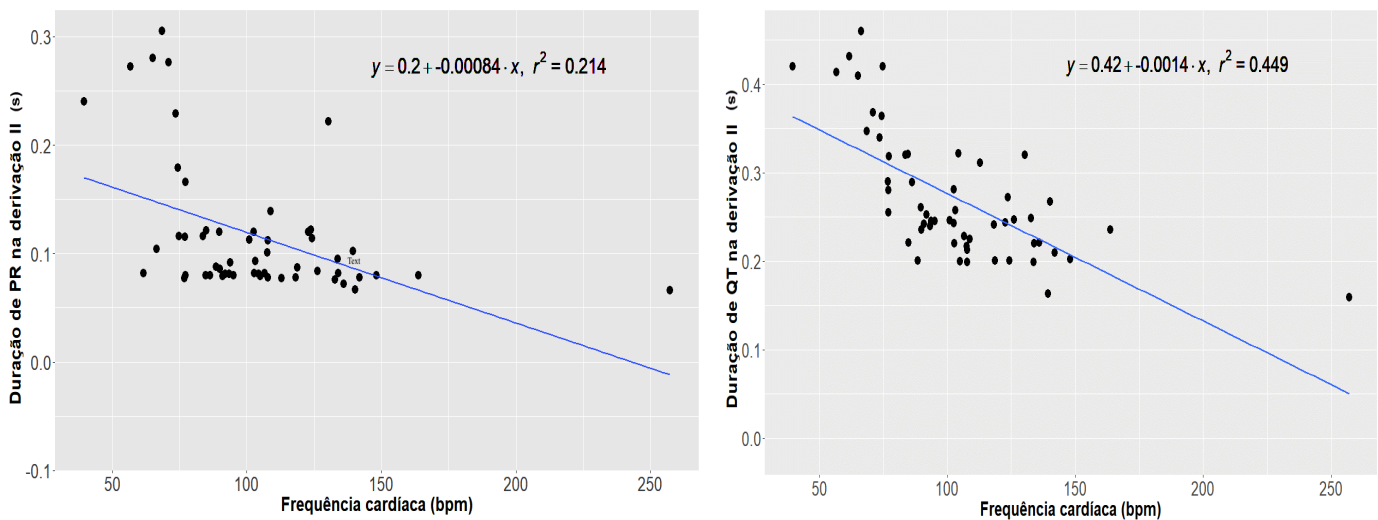 Duração de PR na derivação II (s)
0.3
0.2
0.1
0.0
-0.1
y = 0.2 + -0.00084 · x, r² = 0.214
Text
50 100 150 200 250
Frequência cardíaca (bpm)
Duração de QT na derivação II (s)
0.4
0.3
0.2
0.1
0.0
y = 0.42 + -0.0014 · x, r² = 0.449
50 100 150 200 250
Frequência cardíaca (bpm)